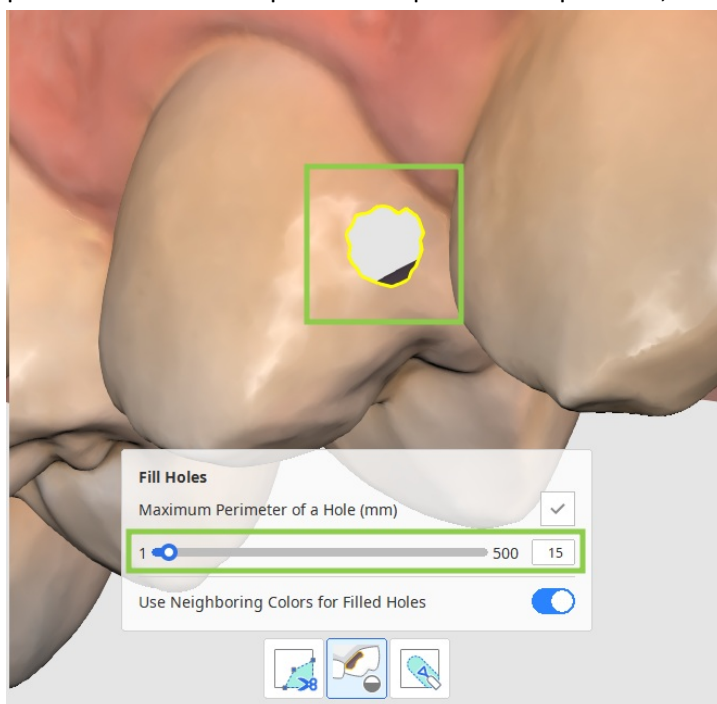 Fill Holes
Maximum Perimeter of a Hole (mm)
1 500 15
Use Neighboring Colors for Filled Holes